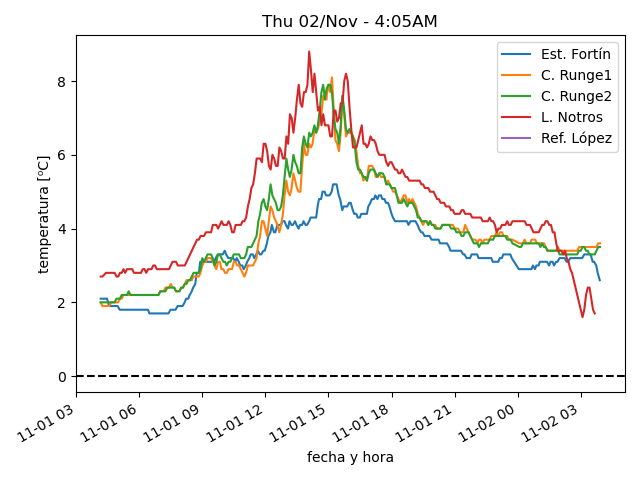 Thu 02/Nov - 4:05AM
Est. Fortín
C. Runge1
C. Runge2
L. Notros
Ref. López
temperatura [ºC]
8
6
4
2
0
11-01 03
11-01 06
11-01 09
11-01 12
11-01 15
11-01 18
11-01 21
11-02 00
11-02 03
fecha y hora